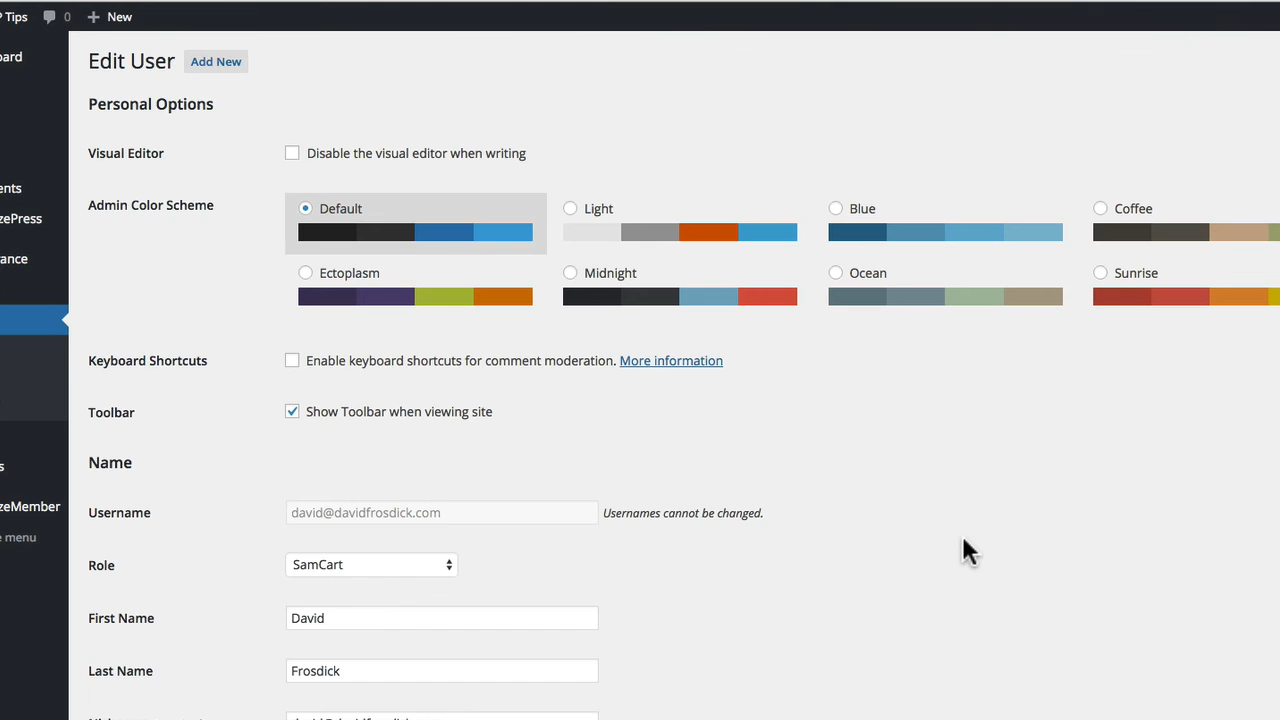 P Tips 0 New
board
Edit User Add New
Personal Options
Visual Editor Disable the visual editor when writing
ents
Admin Color Scheme Default Light Blue Coffee
zePress
rance
Ectoplasm Midnight Ocean Sunrise
Keyboard Shortcuts Enable keyboard shortcuts for comment moderation. More information
Toolbar Show Toolbar when viewing site
Name
s
zeMember
Username david@davidfrosdick.com Usernames cannot be changed.
e menu
Role SamCart
First Name David
Last Name Frosdick